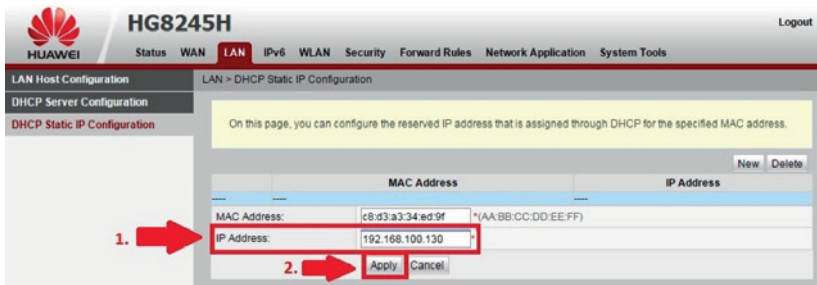 HG8245H
Logout
HUAWEI
Status WAN LAN IPv6 WLAN Security Forward Rules Network Application System Tools
LAN Host Configuration
LAN > DHCP Static IP Configuration
DHCP Server Configuration
DHCP Static IP Configuration
On this page, you can configure the reserved IP address that is assigned through DHCP for the specified MAC address.
New Delete
MAC Address IP Address
---- ---- ----
MAC Address: c8:d3:a3:34:ed:9f *(AA:BB:CC:DD:EE:FF)
1. IP Address: 192.168.100.130 *
2. Apply Cancel